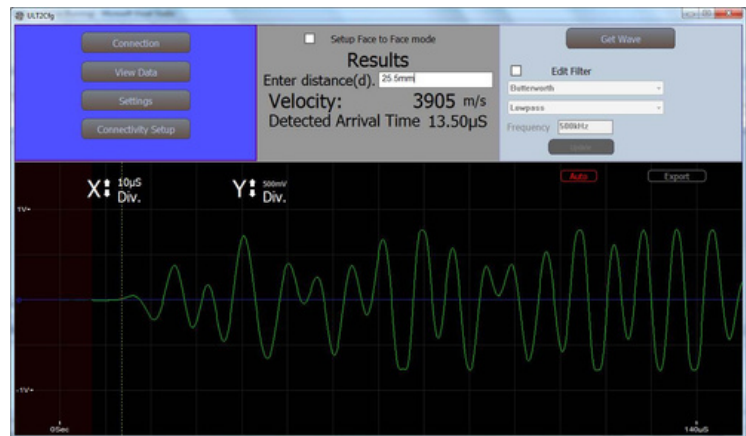 ULT2Cfg
Connection
View Data
Settings
Connectivity Setup
Setup Face to Face mode
Results
Enter distance(d). 25.5mm
Velocity: 3905 m/s
Detected Arrival Time 13.50µS
Get Wave
Edit Filter
Butterworth
Lowpass
Frequency 500kHz
X 10µS Div.
Y 500mV Div.
Auto
Export
1V
0
-1V
0Sec
140µS